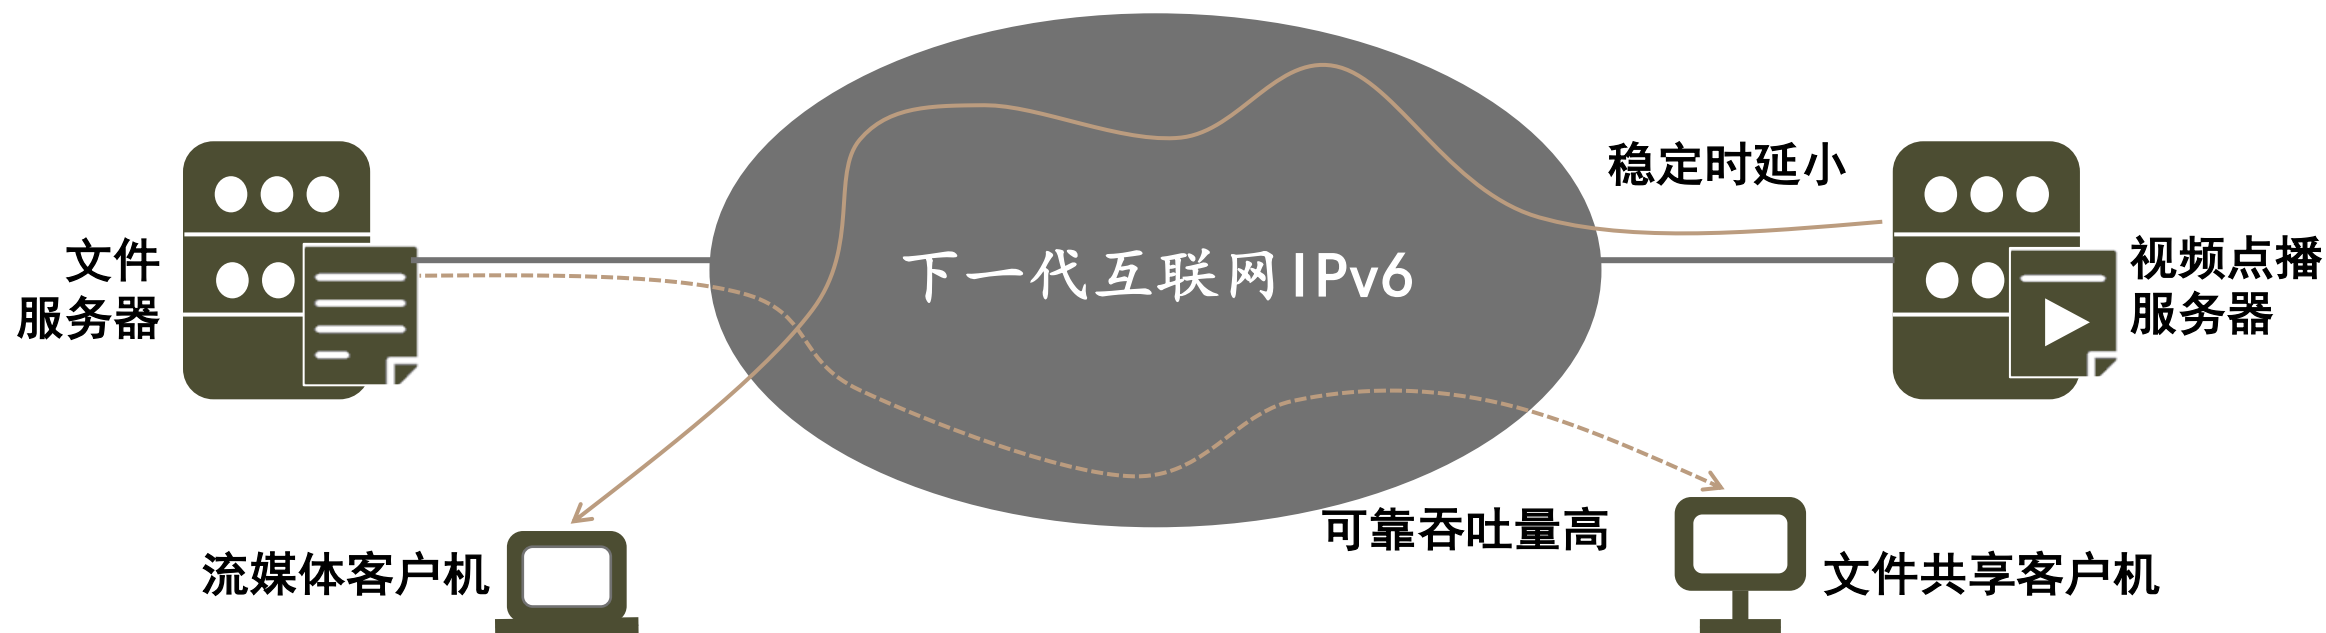 稳定时延小
文件
服务器
下一代互联网IPv6
视频点播
服务器
可靠吞吐量高
流媒体客户机
文件共享客户机